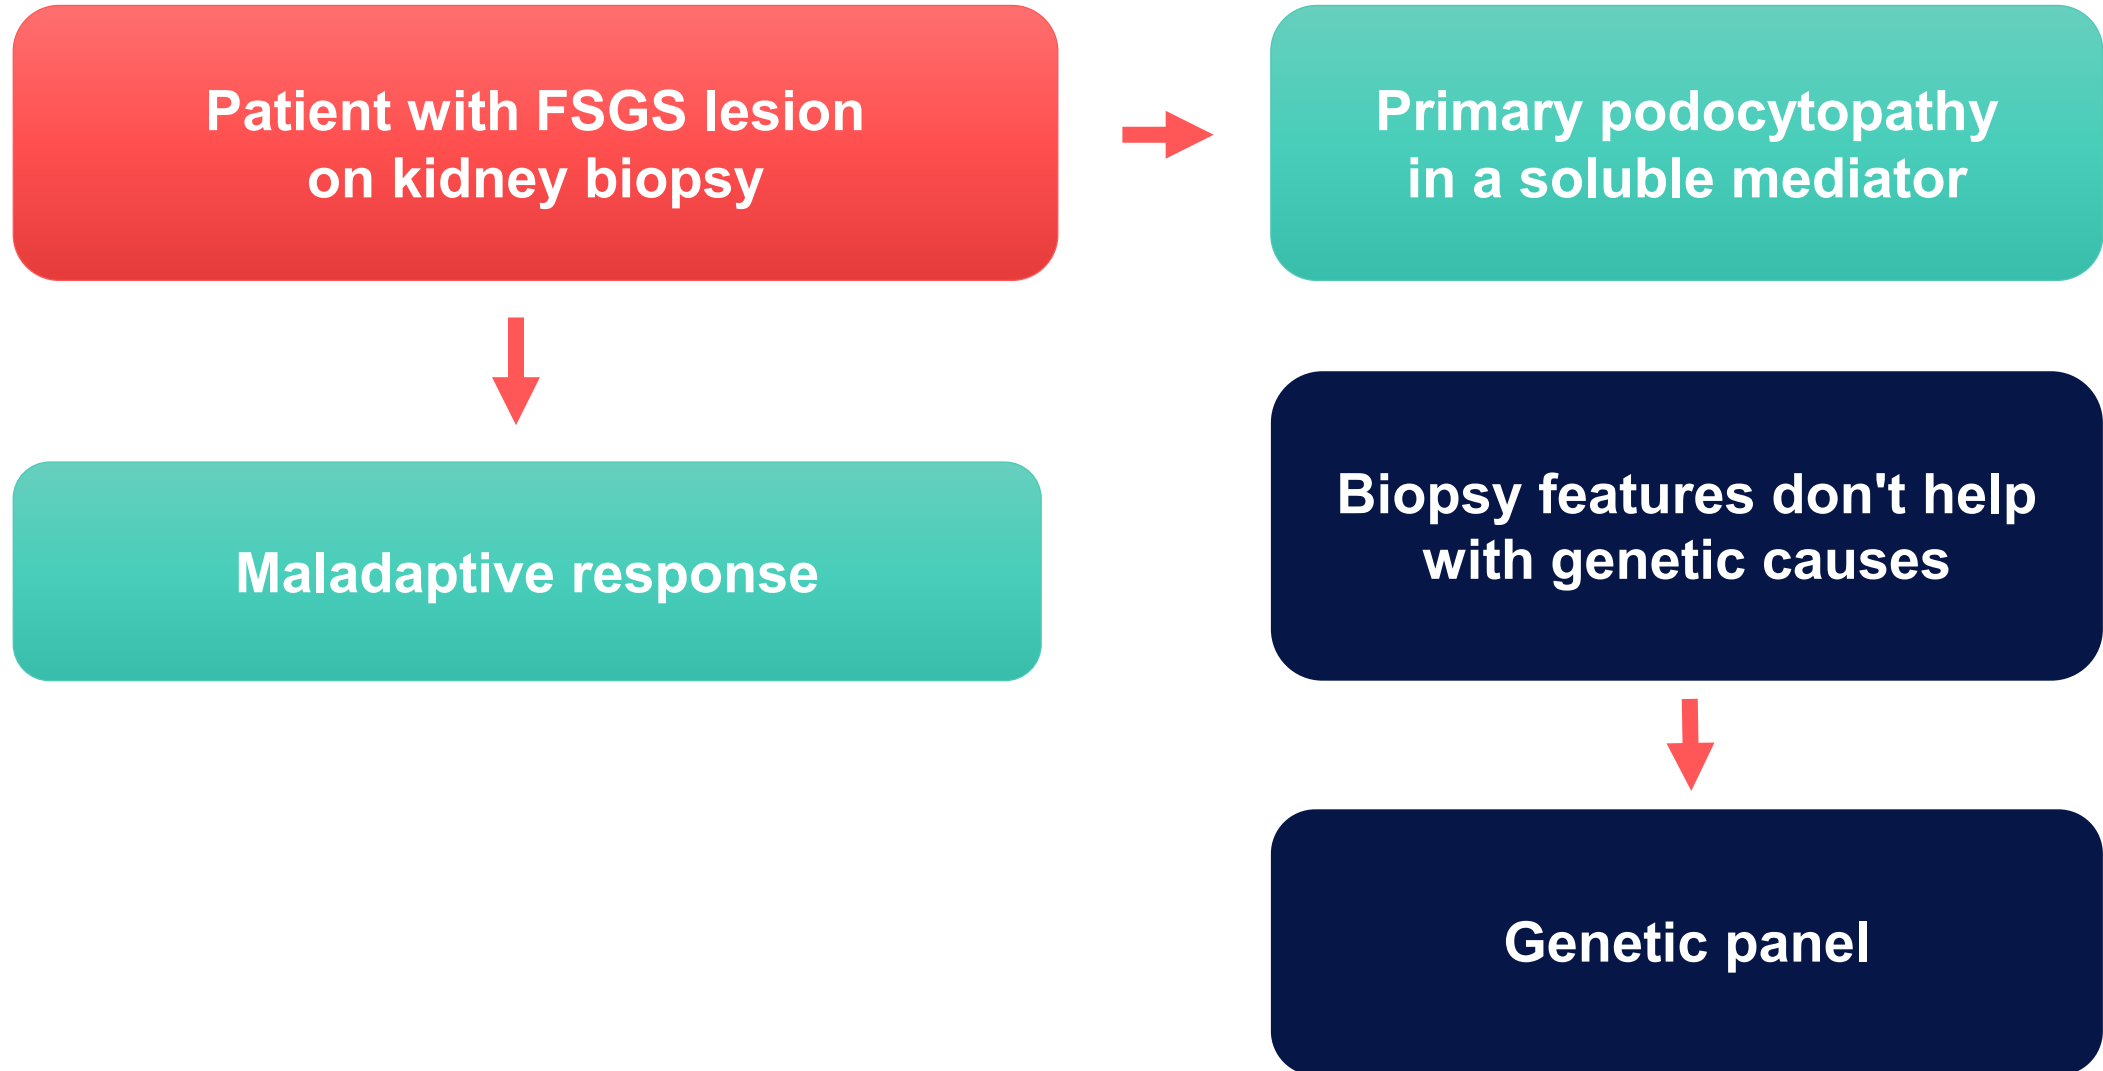 Patient with FSGS lesion
on kidney biopsy
Primary podocytopathy
in a soluble mediator
Maladaptive response
Biopsy features don't help
with genetic causes
Genetic panel